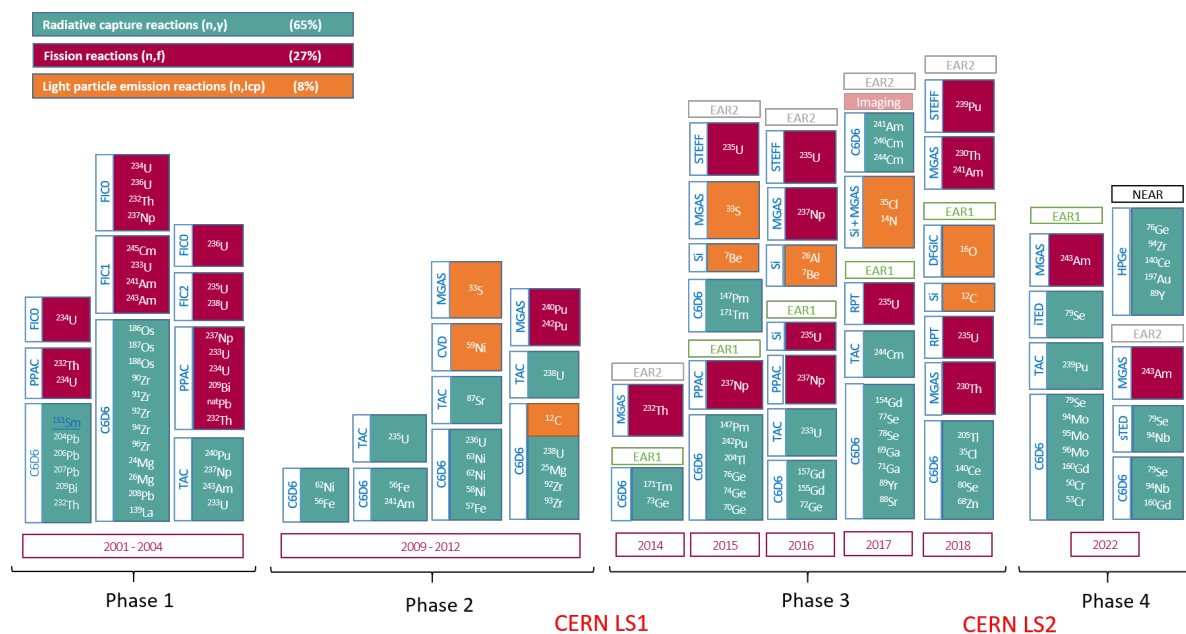 Radiative capture reactions (n,γ) (65%)
Fission reactions (n,f) (27%)
Light particle emission reactions (n,lcp) (8%)
FIC0
²³⁴U
PPAC
²³²Th
²³⁴U
C6D6
¹⁵¹Sm
²⁰⁴Pb
²⁰⁶Pb
²⁰⁷Pb
²⁰⁹Bi
²³²Th
FIC0
²³⁴U
²³⁶U
²³²Th
²³⁷Np
FIC1
²⁴⁵Cm
²³³U
²⁴¹Am
²⁴³Am
C6D6
¹⁸⁶Os
¹⁸⁷Os
¹⁸⁸Os
⁹⁰Zr
⁹¹Zr
⁹²Zr
⁹⁴Zr
⁹⁶Zr
²⁴Mg
²⁶Mg
²⁰⁸Pb
¹³⁹La
FIC0
²³⁶U
FIC2
²³⁵U
²³⁸U
PPAC
²³⁷Np
²³³U
²³⁴U
²⁰⁹Bi
ⁿᵃᵗPb
²³²Th
TAC
²⁴⁰Pu
²³⁷Np
²⁴³Am
²³³U
2001 - 2004
Phase 1
C6D6
⁶²Ni
⁵⁶Fe
TAC
²³⁵U
C6D6
⁵⁶Fe
²⁴¹Am
MGAS
³³S
CVD
⁵⁹Ni
TAC
⁸⁷Sr
C6D6
²³⁶U
⁶³Ni
⁶²Ni
⁵⁸Ni
⁵⁷Fe
MGAS
²⁴⁰Pu
²⁴²Pu
TAC
²³⁸U
C6D6
¹²C
²³⁸U
²⁵Mg
⁹²Zr
⁹³Zr
2009 - 2012
Phase 2
CERN LS1
EAR2
MGAS
²³²Th
EAR1
C6D6
¹⁷¹Tm
⁷³Ge
2014
EAR2
STEFF
²³⁵U
MGAS
³³S
Si
⁷Be
C6D6
¹⁴⁷Pm
¹⁷¹Tm
EAR1
PPAC
²³⁷Np
C6D6
¹⁴⁷Pm
²⁴²Pu
²⁰⁴Tl
⁷⁶Ge
⁷⁴Ge
⁷⁰Ge
2015
EAR2
STEFF
²³⁵U
MGAS
²³⁷Np
Si
²⁶Al
⁷Be
EAR1
Si
²³⁵U
PPAC
²³⁷Np
TAC
²³³U
C6D6
¹⁵⁷Gd
¹⁵⁵Gd
⁷²Ge
2016
EAR2
Imaging
C6D6
²⁴¹Am
²⁴⁶Cm
²⁴⁴Cm
Si + MGAS
³⁵Cl
¹⁴N
EAR1
RPT
²³⁵U
TAC
²⁴⁴Cm
C6D6
¹⁵⁴Gd
⁷⁷Se
⁷⁸Se
⁶⁹Ga
⁷¹Ga
⁸⁹Yr
⁸⁸Sr
2017
EAR2
STEFF
²³⁹Pu
MGAS
²³⁰Th
²⁴¹Am
EAR1
DFGIC
¹⁶O
Si
¹²C
RPT
²³⁵U
MGAS
²³⁰Th
C6D6
²⁰⁵Tl
³⁵Cl
¹⁴⁰Ce
⁸⁰Se
⁶⁸Zn
2018
Phase 3
CERN LS2
EAR1
MGAS
²⁴³Am
iTED
⁷⁹Se
TAC
²³⁹Pu
C6D6
⁷⁹Se
⁹⁴Mo
⁹⁵Mo
⁹⁶Mo
¹⁶⁰Gd
⁵⁰Cr
⁵³Cr
NEAR
HPGe
⁷⁶Ge
⁹⁴Zr
¹⁴⁰Ce
¹⁹⁷Au
⁸⁹Y
EAR2
MGAS
²⁴³Am
sTED
⁷⁹Se
⁹⁴Nb
C6D6
⁷⁹Se
⁹⁴Nb
¹⁶⁰Gd
2022
Phase 4